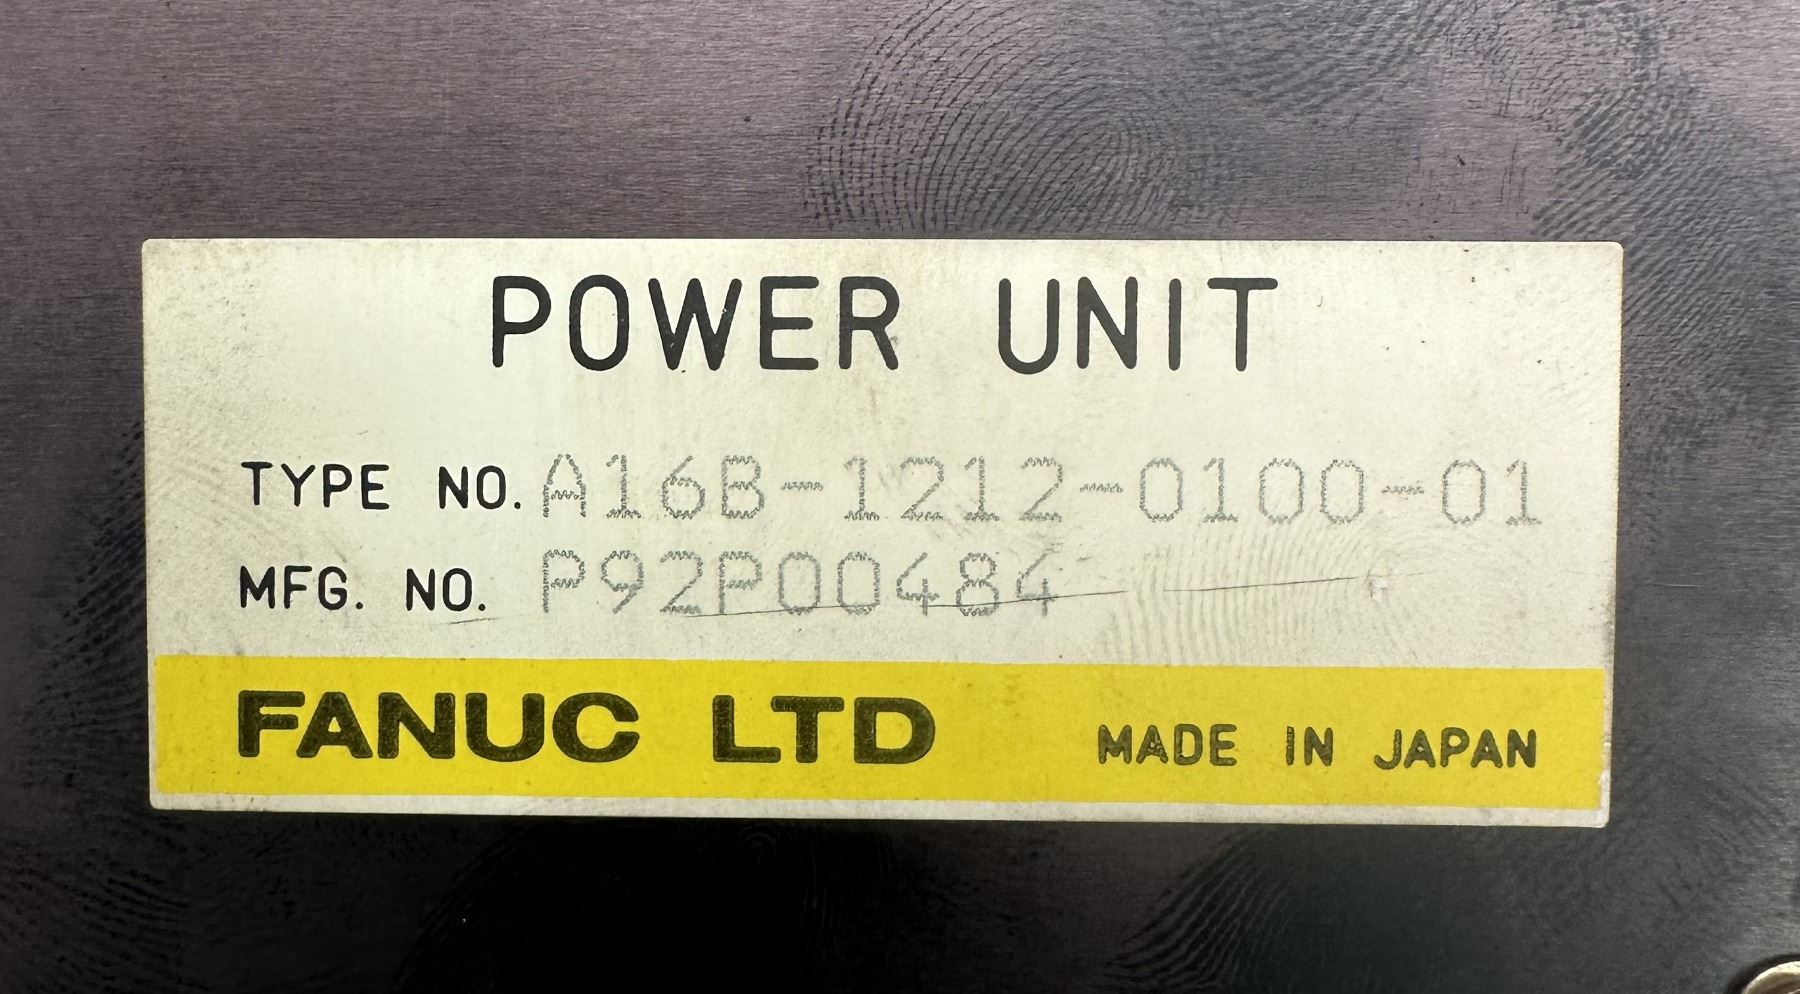 POWER UNIT
TYPE NO. A16B-1212-0100-01
MFG. NO. P92P00484
FANUC LTD MADE IN JAPAN